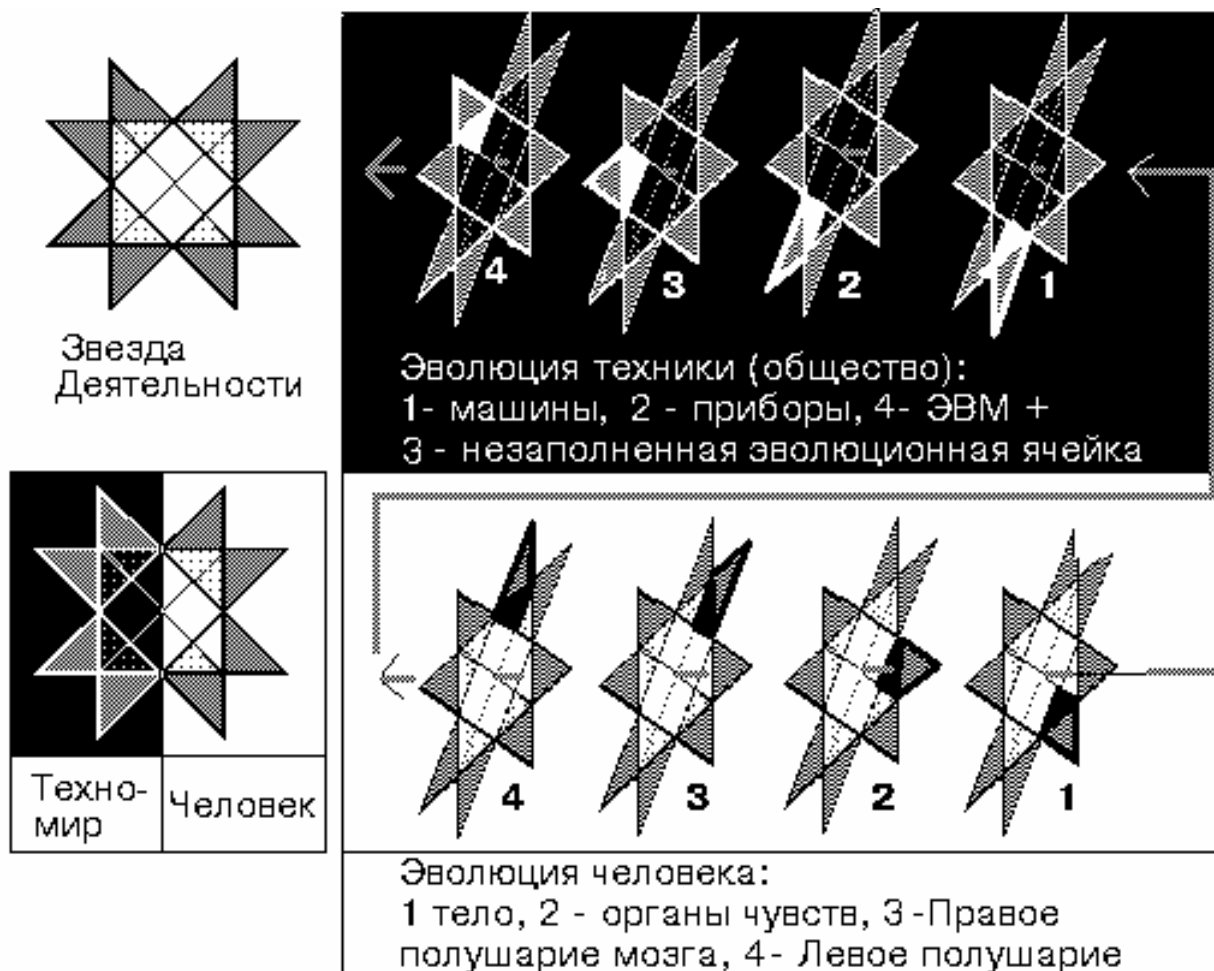 4 3 2 1
Звезда
Деятельности
Эволюция техники (общество):
1- машины, 2 - приборы, 4- ЭВМ +
3 - незаполненная эволюционная ячейка
4 3 2 1
Техно-
мир
Человек
Эволюция человека:
1 тело, 2 - органы чувств, 3 -Правое
полушарие мозга, 4- Левое полушарие